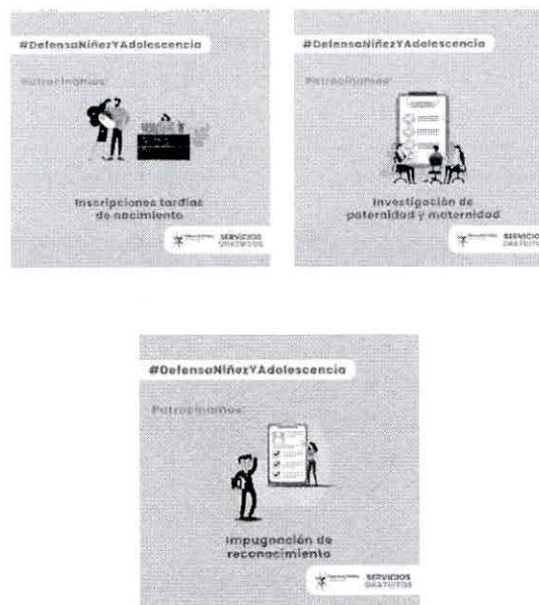 #DefensaNiñezYAdolescencia
Patrocinamos:
Inscripciones tardías
de nacimiento
SERVICIOS
GRATUITOS
#DefensaNiñezYAdolescencia
Patrocinamos:
Investigación de
paternidad y maternidad
SERVICIOS
GRATUITOS
#DefensaNiñezYAdolescencia
Patrocinamos:
Impugnación de
reconocimiento
SERVICIOS
GRATUITOS